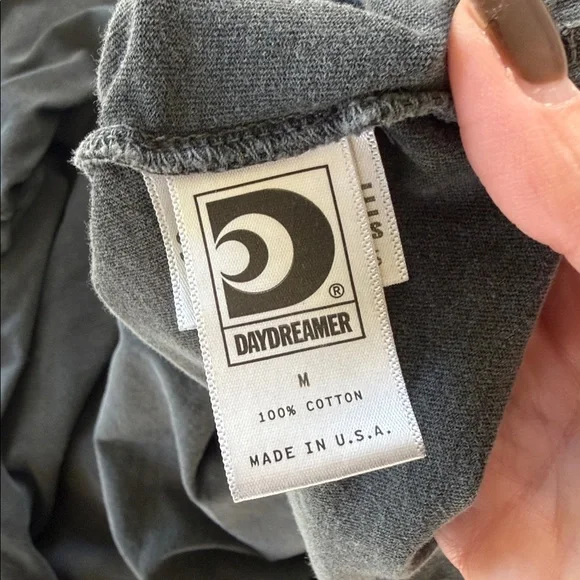 ®
DAYDREAMER
M
100% COTTON
MADE IN U.S.A.